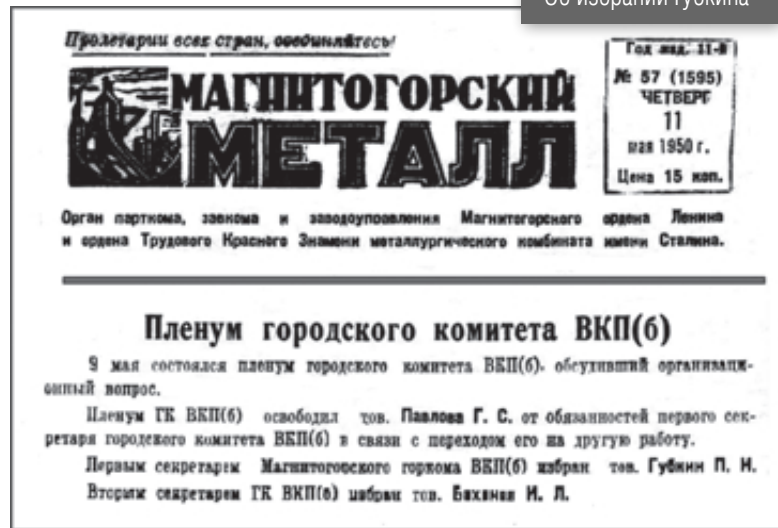 Об избрании Губкина
Пролетарии всех стран, соединяйтесь!
МАГНИТОГОРСКИЙ
МЕТАЛЛ
Год изд. 11-й
№ 57 (1595)
ЧЕТВЕРГ
11
мая 1950 г.
Цена 15 коп.
Орган парткома, завкома и заводоуправления Магнитогорского ордена Ленина
и ордена Трудового Красного Знамени металлургического комбината имени Сталина.
Пленум городского комитета ВКП(б)
9 мая состоялся пленум городского комитета ВКП(б), обсудивший организаци-
онный вопрос.
Пленум ГК ВКП(б) освободил тов. Павлова Г. С. от обязанностей первого сек-
ретаря городского комитета ВКП(б) в связи с переходом его на другую работу.
Первым секретарем Магнитогорского горкома ВКП(б) избран тов. Губкин П. Н.
Вторым секретарем ГК ВКП(б) избран тов. И. Л.